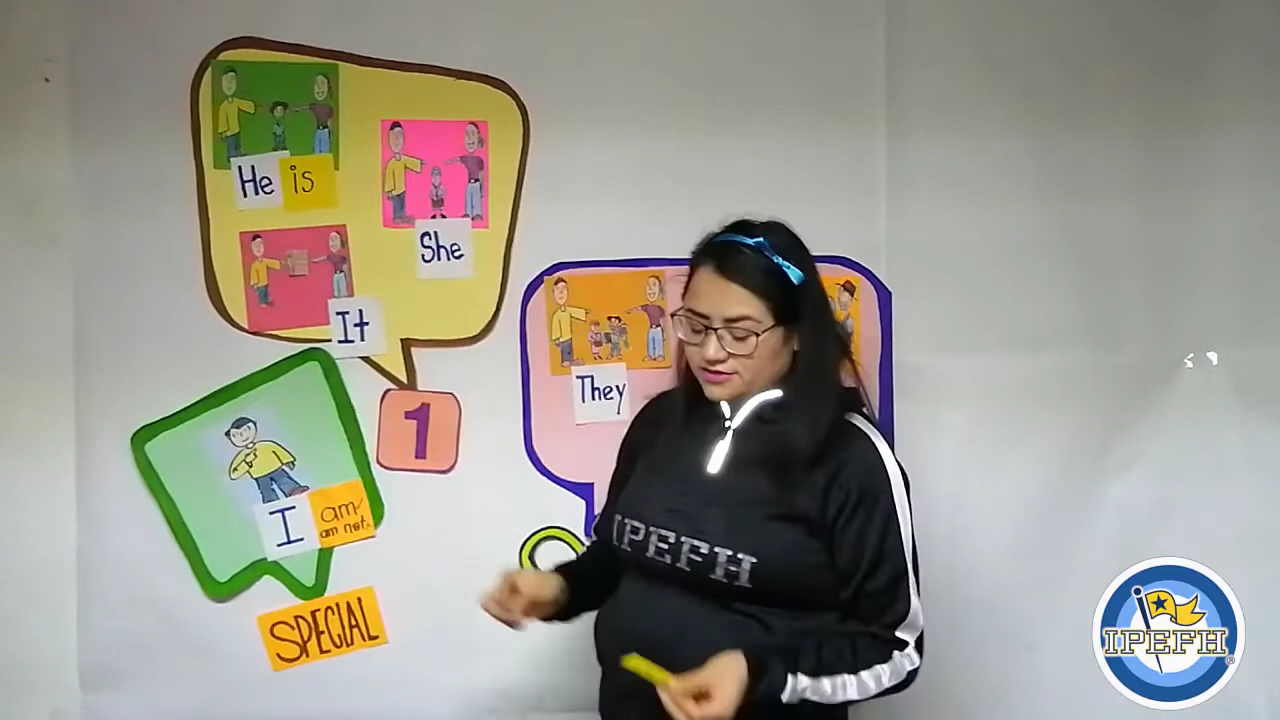 He is
She
It
They
1
I am/
am not.
SPECIAL
IPEFH
IPEFH